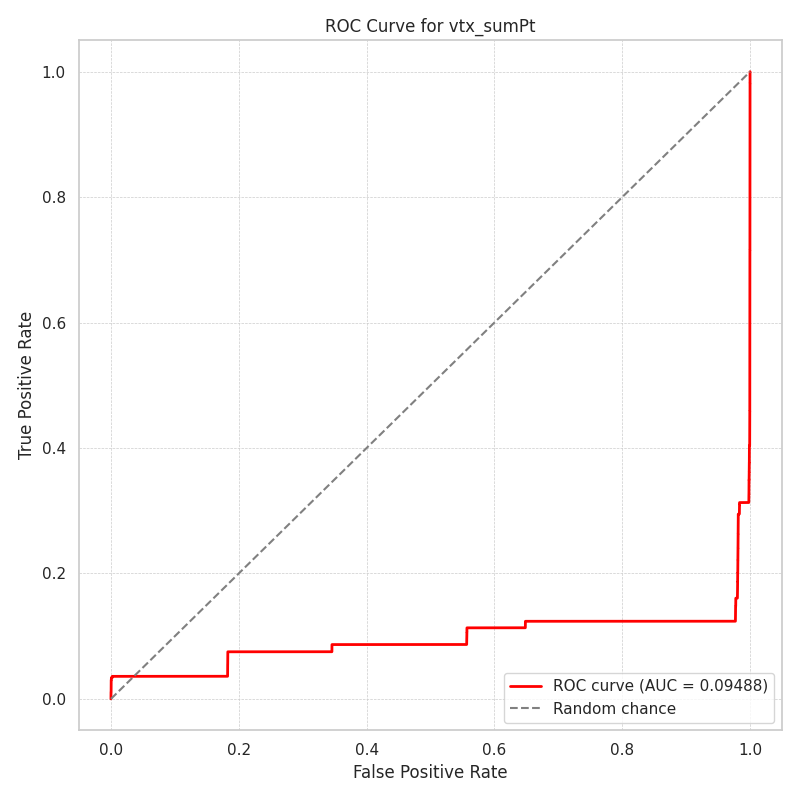 ROC Curve for vtx_sumPt
True Positive Rate
1.0
0.8
0.6
0.4
0.2
0.0
0.0 0.2 0.4 0.6 0.8 1.0
False Positive Rate
ROC curve (AUC = 0.09488)
Random chance